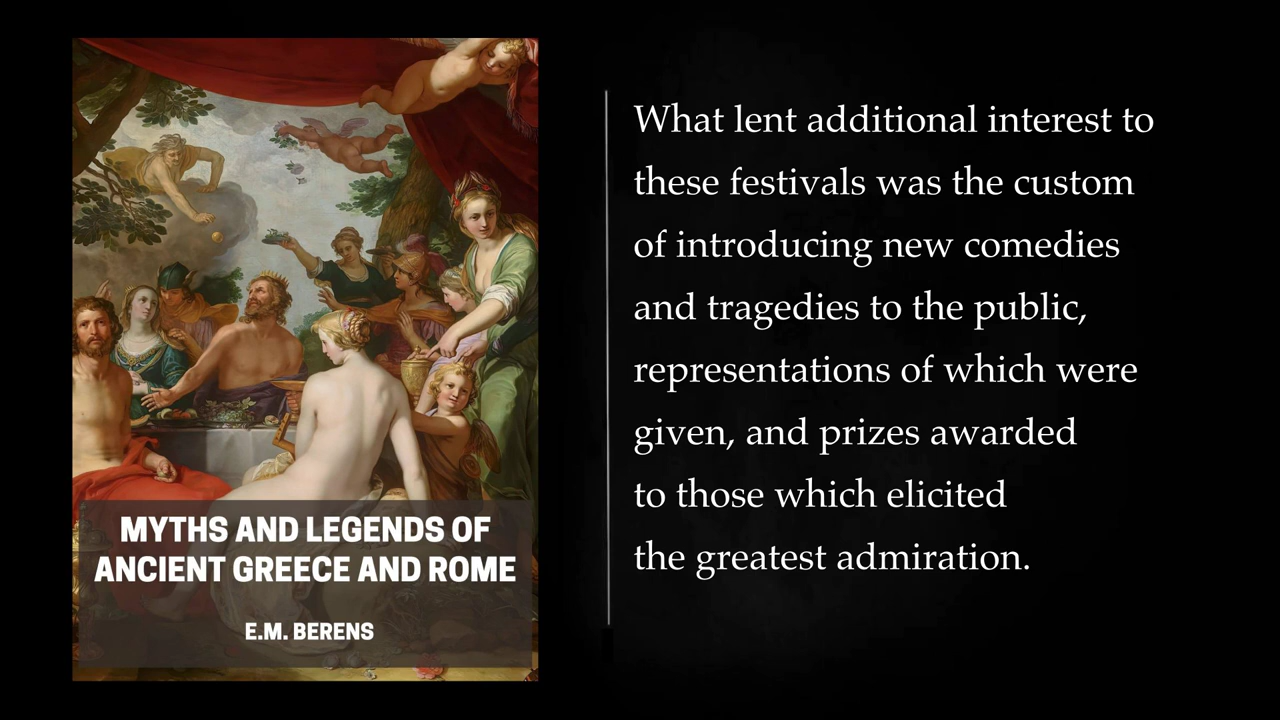 MYTHS AND LEGENDS OF
ANCIENT GREECE AND ROME
E.M. BERENS
What lent additional interest to
these festivals was the custom
of introducing new comedies
and tragedies to the public,
representations of which were
given, and prizes awarded
to those which elicited
the greatest admiration.